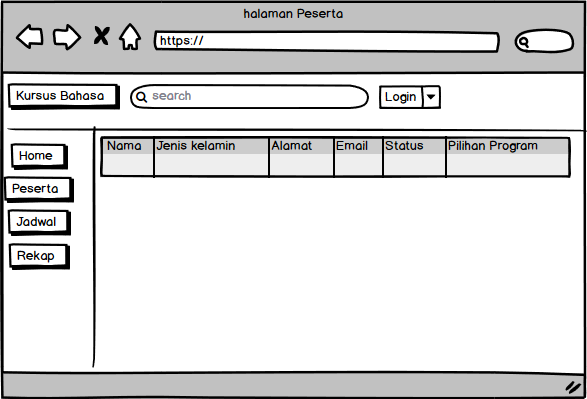 halaman Peserta
https://
Kursus Bahasa
search
Login
Home
Peserta
Jadwal
Rekap
Nama Jenis kelamin Alamat Email Status Pilihan Program